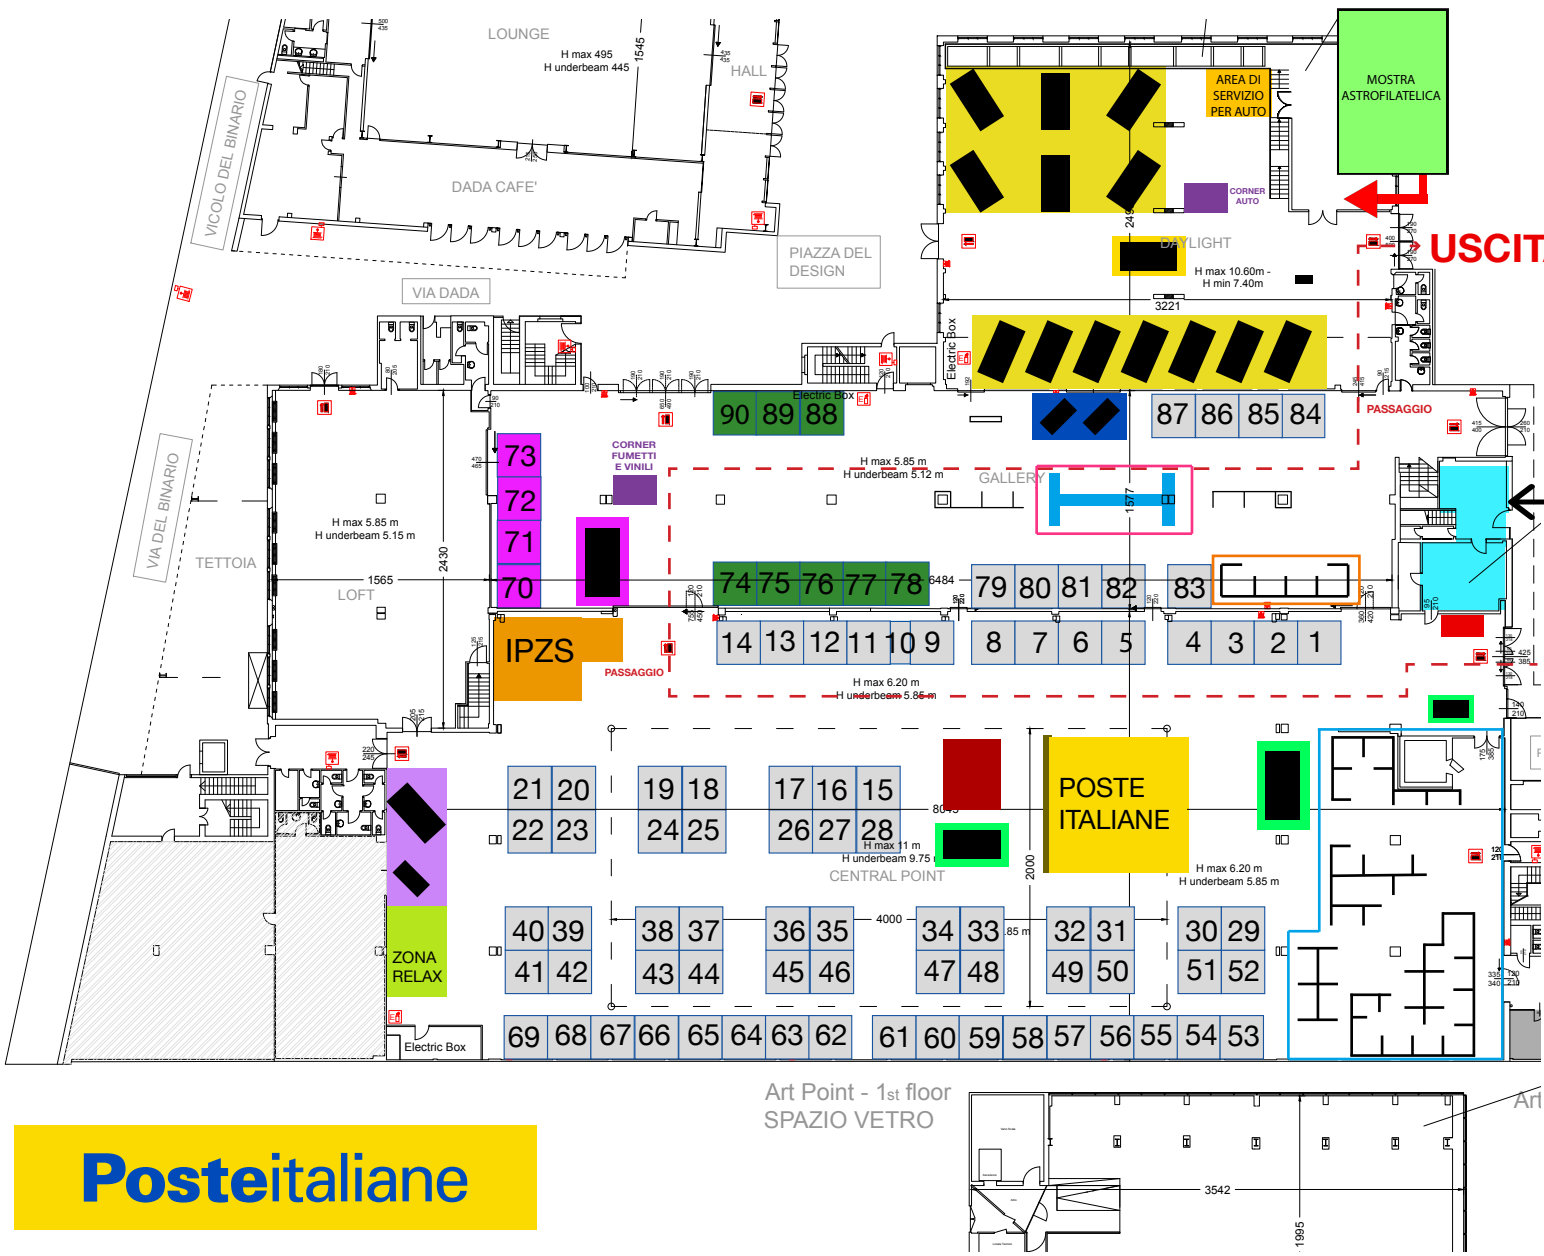 LOUNGE
H max 495
H underbeam 445
1545
HALL
VICOLO DEL BINARIO
DADA CAFE'
VIA DADA
PIAZZA DEL
DESIGN
AREA DI
SERVIZIO
PER AUTO
MOSTRA
ASTROFILATELICA
CORNER
AUTO
249
DAYLIGHT
USCITA
H max 10.60m -
H min 7.40m
3221
Electric Box
Electric Box
90 89 88
87 86 85 84
PASSAGGIO
VIA DEL BINARIO
TETTOIA
H max 5.85 m
H underbeam 5.15 m
2430
1565
LOFT
73
72
71
70
CORNER
FUMETTI
E VINILI
H max 5.85 m
H underbeam 5.12 m
GALLERY
1577
74 75 76 77 78
6484
79 80 81 82 83
IPZS
PASSAGGIO
14 13 12 11 10 9
8 7 6 5 4 3 2 1
H max 6.20 m
H underbeam 5.85 m
21 20 19 18 17 16 15
22 23 24 25 26 27 28
8045
H max 11 m
H underbeam 9.75
CENTRAL POINT
2000
POSTE
ITALIANE
H max 6.20 m
H underbeam 5.85 m
4000
40 39 38 37 36 35 34 33 32 31 30 29
.85 m
41 42 43 44 45 46 47 48 49 50 51 52
ZONA
RELAX
69 68 67 66 65 64 63 62 61 60 59 58 57 56 55 54 53
Electric Box
Art Point - 1st floor
SPAZIO VETRO
Art
3542
1995
Posteitaliane